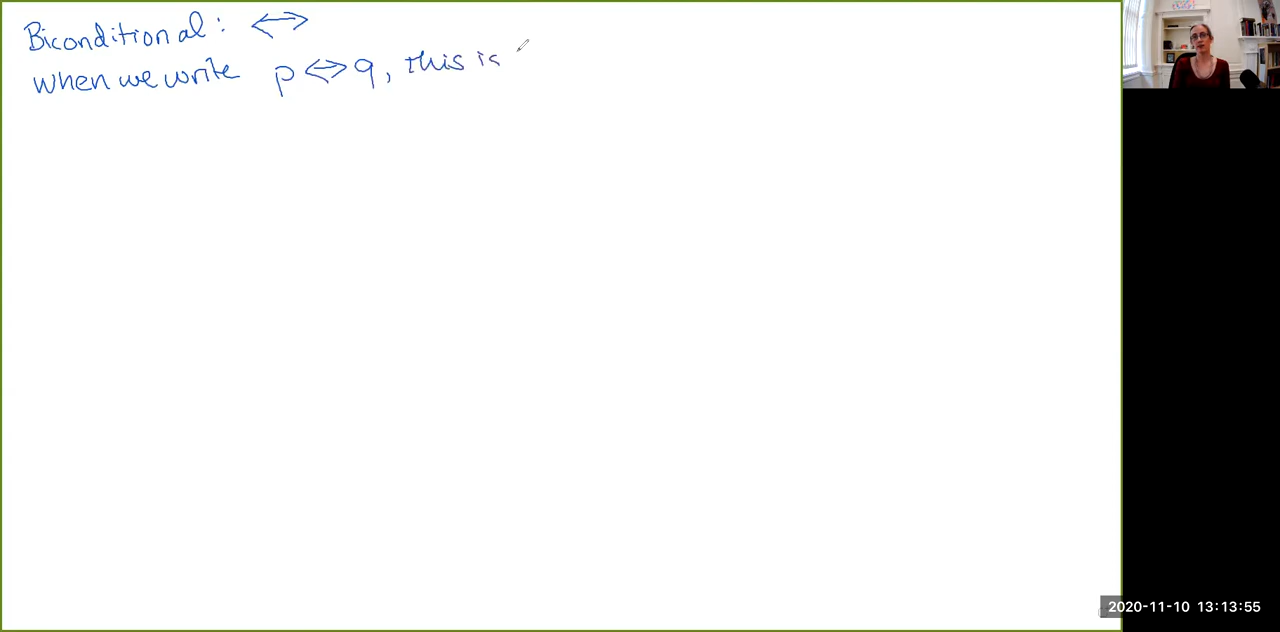 Biconditional: ↔
when we write p ↔ q, this is
2020-11-10 13:13:55